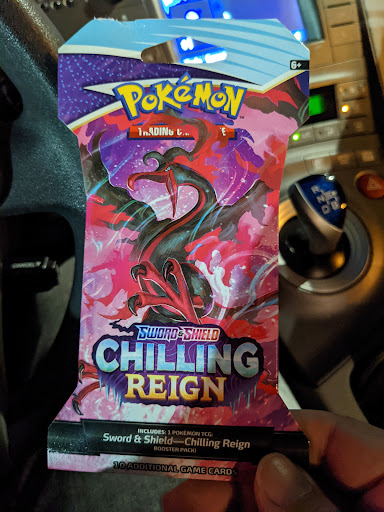 6+
POKéMON
TRADING
SWORD & SHIELD
CHILLING
REIGN
INCLUDES: 1 POKÉMON TCG:
Sword & Shield—Chilling Reign
BOOSTER PACK!
10 ADDITIONAL GAME CARDS